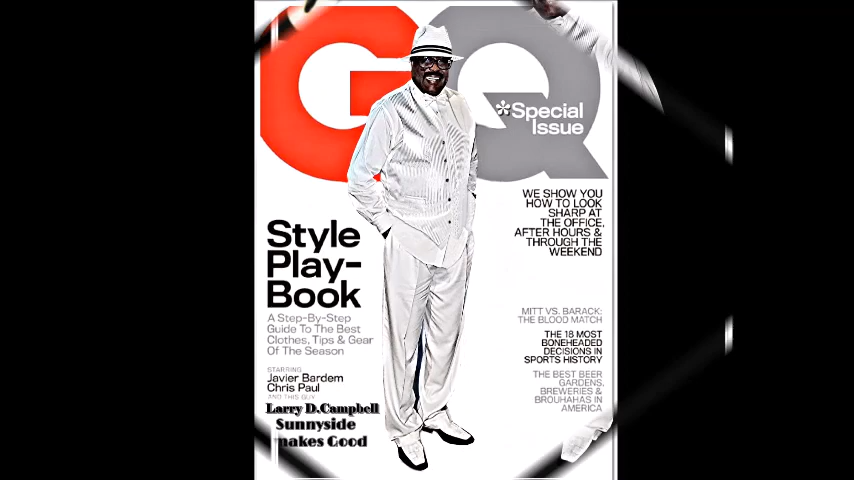 GQ
*Special
Issue
WE SHOW YOU
HOW TO LOOK
SHARP AT
THE OFFICE,
AFTER HOURS &
THROUGH THE
WEEKEND
Style
Play-
Book
A Step-By-Step
Guide To The Best
Clothes, Tips & Gear
Of The Season
MITT VS. BARACK:
THE BLOOD MATCH
THE 18 MOST
BONEHEADED
DECISIONS IN
SPORTS HISTORY
THE BEST BEER
GARDENS,
BREWERIES &
BROUHAHAS IN
AMERICA
STARRING
Javier Bardem
Chris Paul
AND THIS GUY
Larry D.Campbell
Sunnyside
makes Good